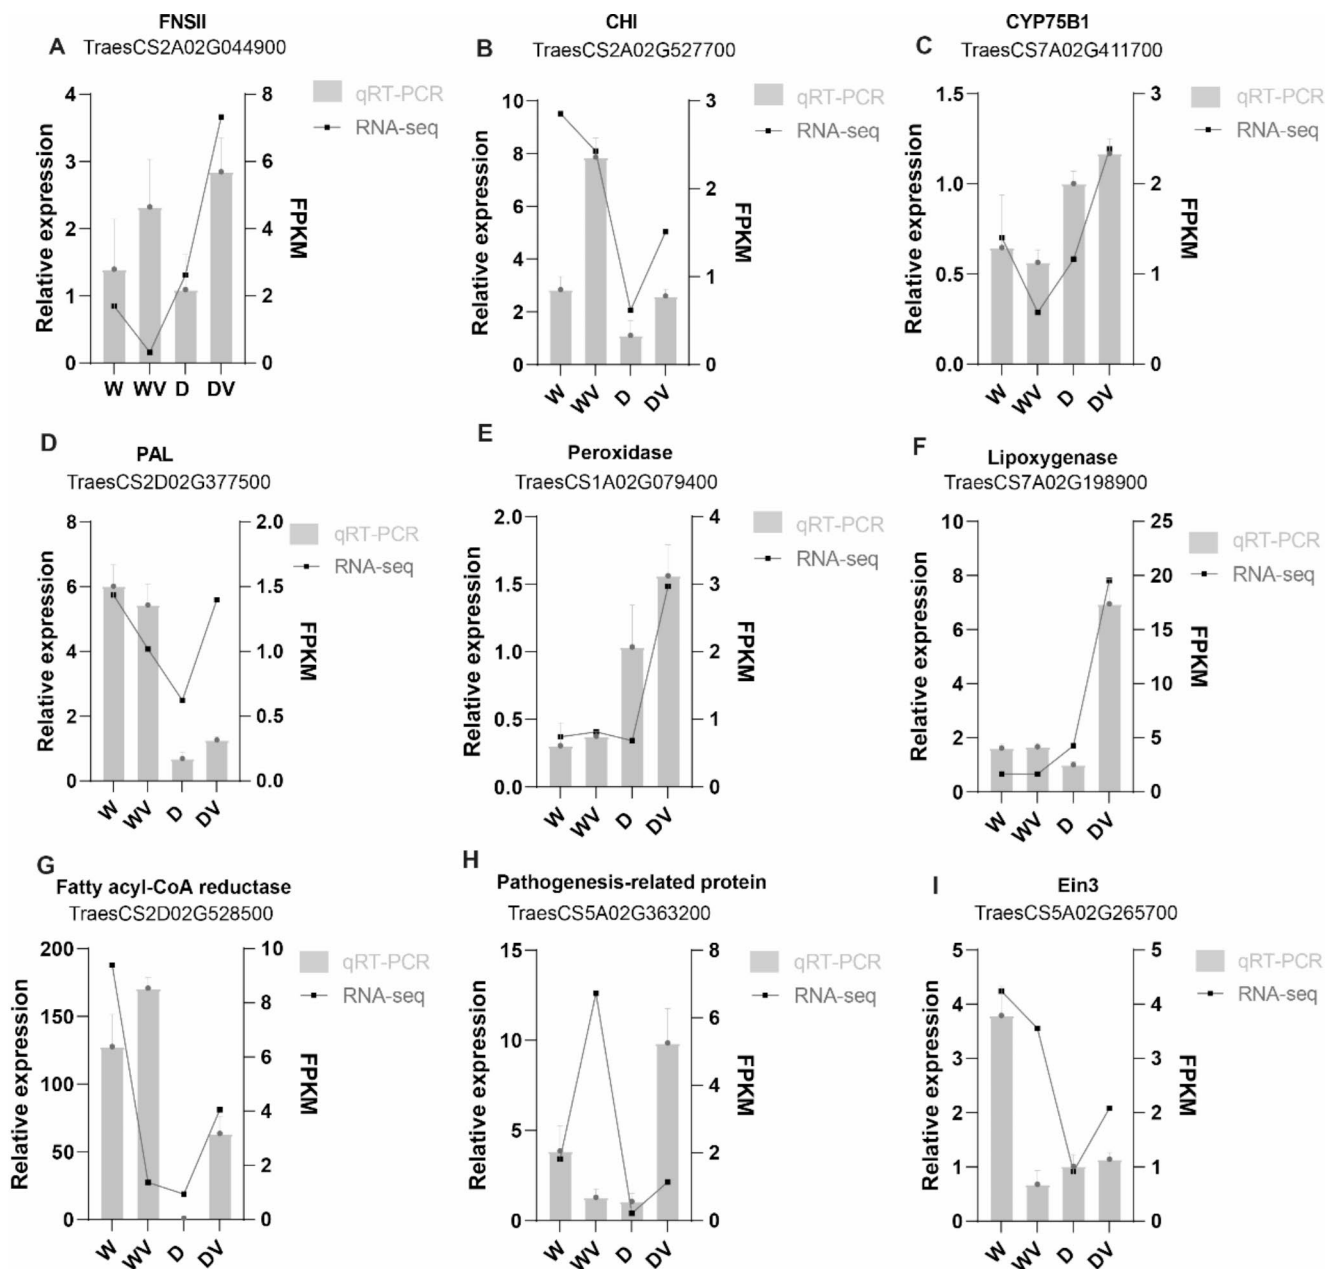 A
FNSII
TraesCS2A02G044900
qRT-PCR
RNA-seq
Relative expression
4
3
2
1
0
8
6
4
2
0
FPKM
W WV D DV
B
CHI
TraesCS2A02G527700
qRT-PCR
RNA-seq
Relative expression
10
8
6
4
2
0
3
2
1
0
FPKM
W WV D DV
C
CYP75B1
TraesCS7A02G411700
qRT-PCR
RNA-seq
Relative expression
1.5
1.0
0.5
0.0
3
2
1
0
FPKM
W WV D DV
D
PAL
TraesCS2D02G377500
qRT-PCR
RNA-seq
Relative expression
8
6
4
2
0
2.0
1.5
1.0
0.5
0.0
FPKM
W WV D DV
E
Peroxidase
TraesCS1A02G079400
qRT-PCR
RNA-seq
Relative expression
2.0
1.5
1.0
0.5
0.0
4
3
2
1
0
FPKM
W WV D DV
F
Lipoxygenase
TraesCS7A02G198900
qRT-PCR
RNA-seq
Relative expression
10
8
6
4
2
0
25
20
15
10
5
0
FPKM
W WV D DV
G
Fatty acyl-CoA reductase
TraesCS2D02G528500
qRT-PCR
RNA-seq
Relative expression
200
150
100
50
0
10
8
6
4
2
0
FPKM
W WV D DV
H
Pathogenesis-related protein
TraesCS5A02G363200
qRT-PCR
RNA-seq
Relative expression
15
10
5
0
8
6
4
2
0
FPKM
W WV D DV
I
Ein3
TraesCS5A02G265700
qRT-PCR
RNA-seq
Relative expression
5
4
3
2
1
0
5
4
3
2
1
0
FPKM
W WV D DV